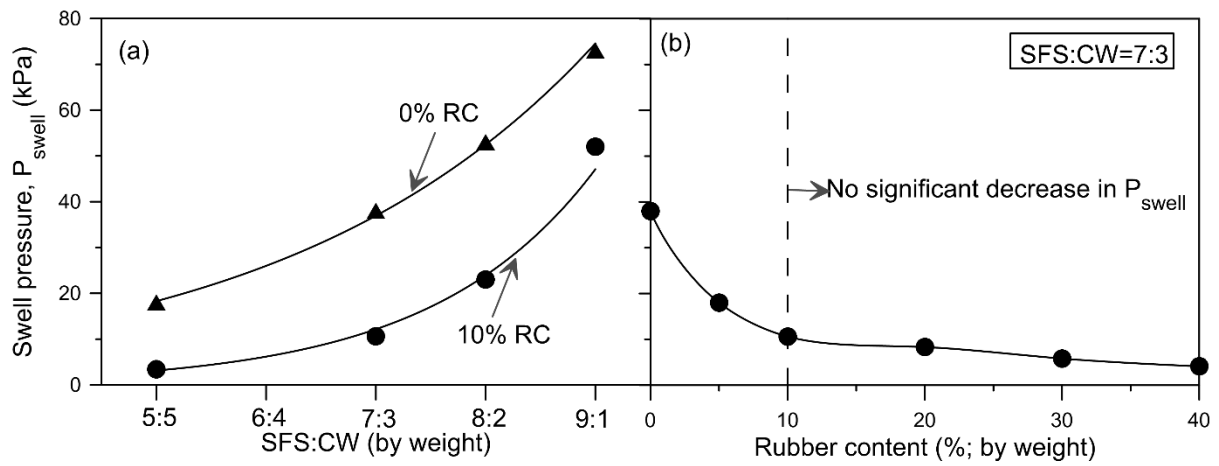 Swell pressure, P_swell (kPa)
80
60
40
20
0
(a)
0% RC
10% RC
5:5
6:4
7:3
8:2
9:1
SFS:CW (by weight)
(b)
SFS:CW=7:3
No significant decrease in P_swell
0
10
20
30
40
Rubber content (%; by weight)